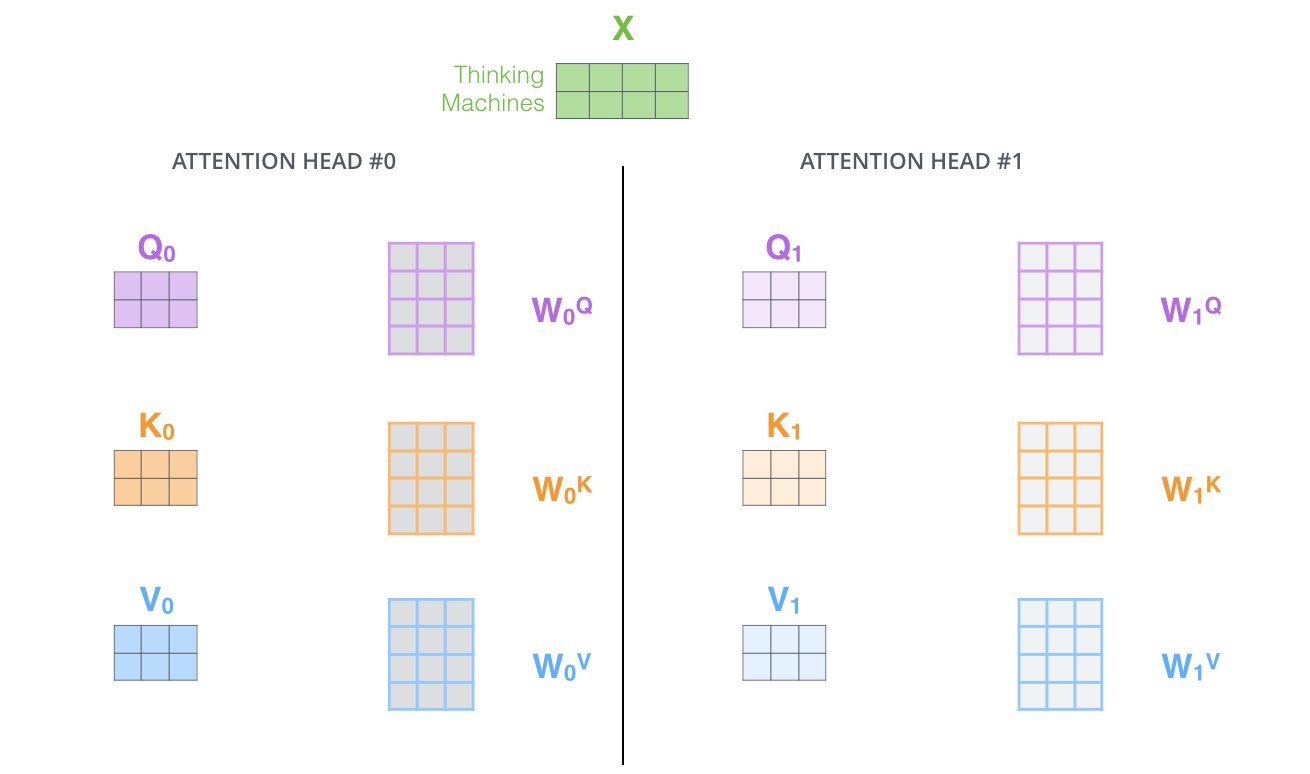 X
Thinking
Machines
ATTENTION HEAD #0
Q₀
W₀Q
K₀
W₀K
V₀
W₀V
ATTENTION HEAD #1
Q₁
W₁Q
K₁
W₁K
V₁
W₁V